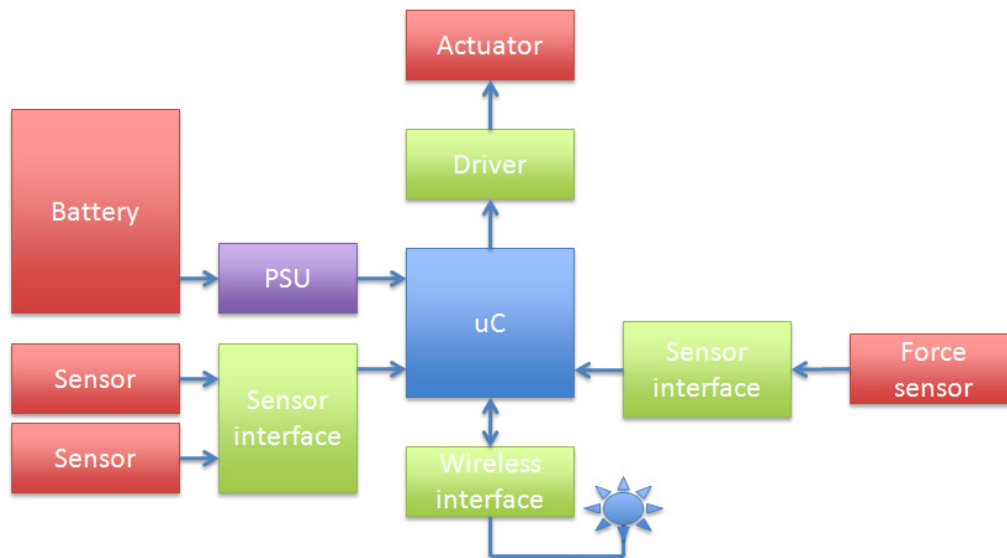 Actuator
Driver
Battery
PSU
uC
Sensor
interface
Force
sensor
Sensor
Sensor
interface
Sensor
Wireless
interface